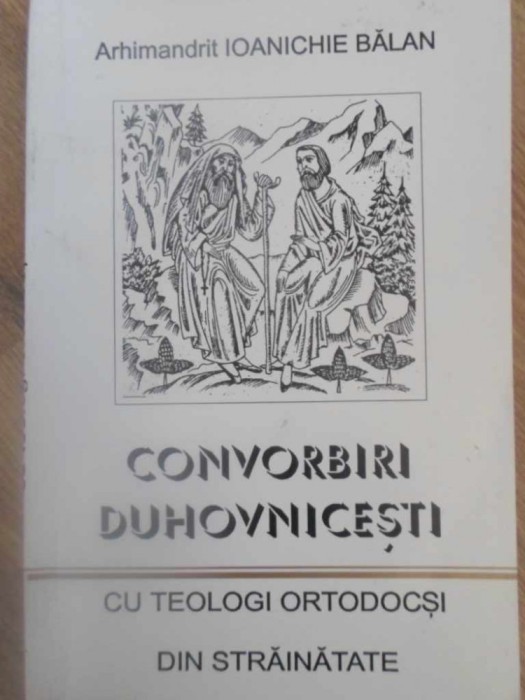 Arhimandrit IOANICHIE BĂLAN
CONVORBIRI
DUHOVNICEȘTI
CU TEOLOGI ORTODOCȘI
DIN STRĂINĂTATE